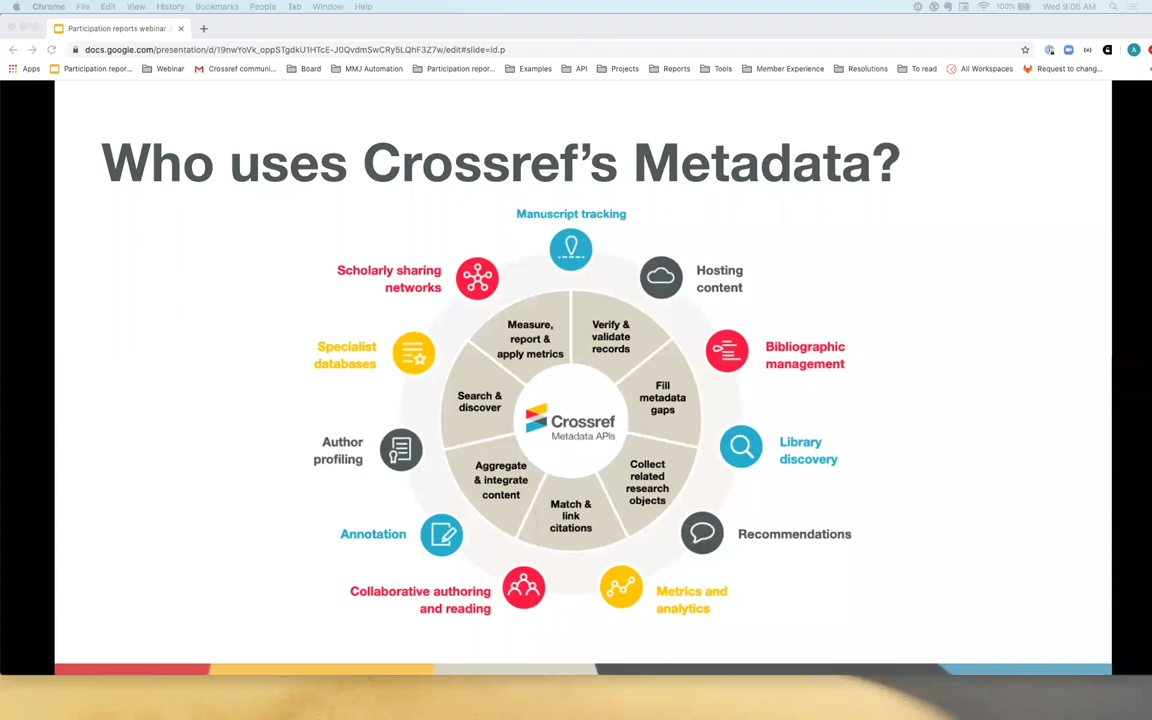 Chrome File Edit View History Bookmarks People Tab Window Help 100% Wed 9:06 AM
Participation reports webinar
docs.google.com/presentation/d/19nwYoVk_oppSTgdkU1HTcE-J0QvdmSwCRy5LQhF3Z7w/edit#slide=id.p
Apps Participation repor... Webinar Crossref communi... Board MMJ Automation Participation repor... Examples API Projects Reports Tools Member Experience Resolutions To read All Workspaces Request to chang...
Who uses Crossref's Metadata?
Manuscript tracking
Scholarly sharing
networks
Hosting
content
Specialist
databases
Bibliographic
management
Author
profiling
Library
discovery
Annotation
Recommendations
Collaborative authoring
and reading
Metrics and
analytics
Measure,
report &
apply metrics
Verify &
validate
records
Search &
discover
Fill
metadata
gaps
Aggregate
& integrate
content
Collect
related
research
objects
Match &
link
citations
Crossref
Metadata APIs